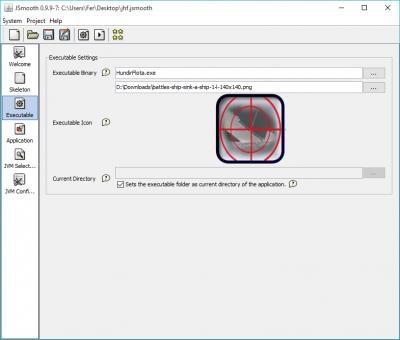 JSmooth 0.9.9-7: C:\Users\Fer\Desktop\jhf.jsmooth
System Project Help
Welcome
Skeleton
Executable
Application
JVM Select...
JVM Confi...
Executable Settings
Executable Binary ? HundirFlota.exe ...
D:\Downloads\battles-ship-sink-a-ship-14-140x140.png
Executable Icon ?
Current Directory ? ...
Sets the executable folder as current directory of the application. ?